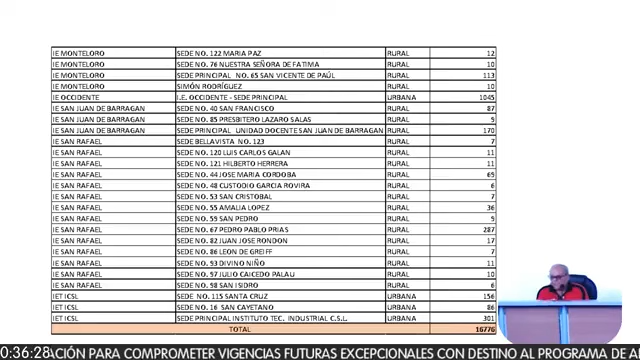 IE MONTELORO SEDE NO. 122 MARIA PAZ RURAL 12
IE MONTELORO SEDE NO. 76 NUESTRA SEÑORA DE FATIMA RURAL 10
IE MONTELORO SEDE PRINCIPAL NO. 65 SAN VICENTE DE PAÚL RURAL 113
IE MONTELORO SIMÓN RODRÍGUEZ RURAL 10
IE OCCIDENTE I.E. OCCIDENTE - SEDE PRINCIPAL URBANA 1045
IE SAN JUAN DE BARRAGAN SEDE NO. 40 SAN FRANCISCO RURAL 87
IE SAN JUAN DE BARRAGAN SEDE NO. 85 PRESBITERO LAZARO SALAS RURAL 9
IE SAN JUAN DE BARRAGAN SEDE PRINCIPAL UNIDAD DOCENTE SAN JUAN DE BARRAGAN RURAL 170
IE SAN RAFAEL SEDE BELLAVISTA NO. 123 RURAL 7
IE SAN RAFAEL SEDE NO. 120 LUIS CARLOS GALAN RURAL 11
IE SAN RAFAEL SEDE NO. 121 HILBERTO HERRERA RURAL 11
IE SAN RAFAEL SEDE NO. 44 JOSE MARIA CORDOBA RURAL 69
IE SAN RAFAEL SEDE NO. 48 CUSTODIO GARCIA ROVIRA RURAL 6
IE SAN RAFAEL SEDE NO. 53 SAN CRISTOBAL RURAL 7
IE SAN RAFAEL SEDE NO. 55 AMALIA LOPEZ RURAL 36
IE SAN RAFAEL SEDE NO. 59 SAN PEDRO RURAL 9
IE SAN RAFAEL SEDE NO. 67 PEDRO PABLO PRIAS RURAL 287
IE SAN RAFAEL SEDE NO. 82 JUAN JOSE RONDON RURAL 17
IE SAN RAFAEL SEDE NO. 86 LEON DE GREIFF RURAL 7
IE SAN RAFAEL SEDE NO. 93 DIVINO NIÑO RURAL 11
IE SAN RAFAEL SEDE NO. 97 JULIO CAICEDO PALAU RURAL 10
IE SAN RAFAEL SEDE NO. 98 SAN ISIDRO RURAL 6
IET ICSL SEDE NO. 115 SANTA CRUZ URBANA 156
IET ICSL SEDE NO. 16 SAN CAYETANO URBANA 86
IET ICSL SEDE PRINCIPAL INSTITUTO TEC. INDUSTRIAL C.S.L. URBANA 301
TOTAL 16776
0:36:28 ACIÓN PARA COMPROMETER VIGENCIAS FUTURAS EXCEPCIONALES CON DESTINO AL PROGRAMA DE A